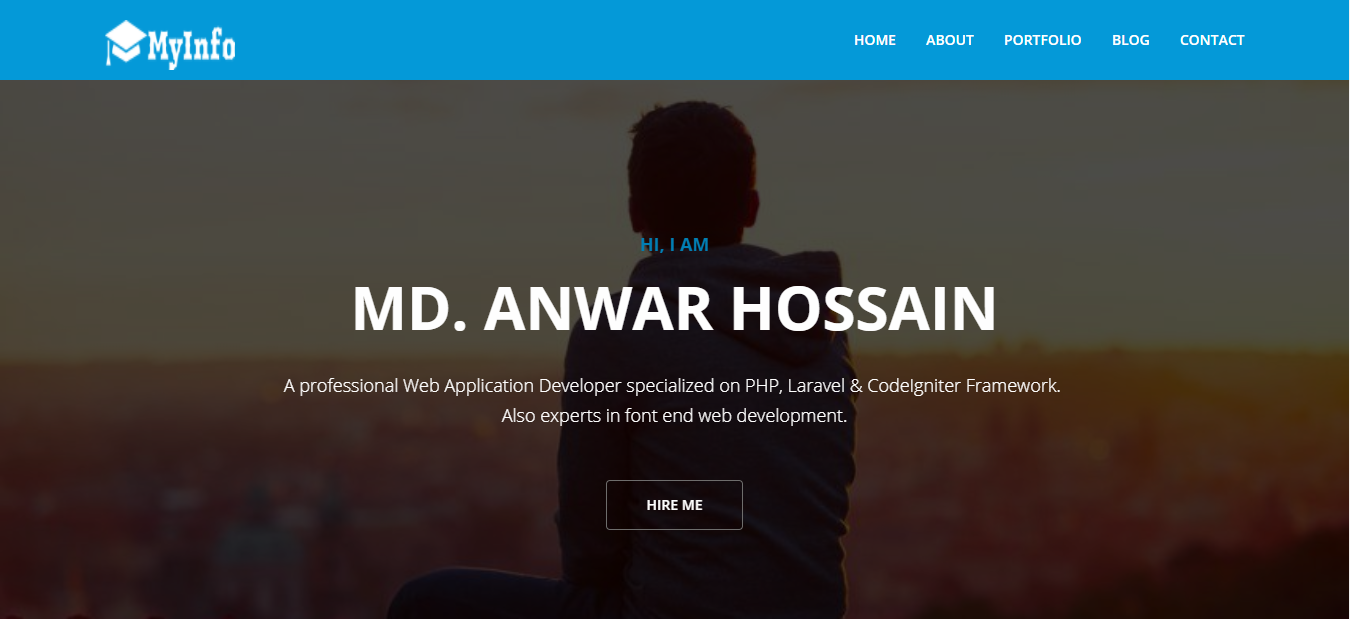 MyInfo
HOME ABOUT PORTFOLIO BLOG CONTACT
HI, I AM
MD. ANWAR HOSSAIN
A professional Web Application Developer specialized on PHP, Laravel & CodeIgniter Framework.
Also experts in font end web development.
HIRE ME